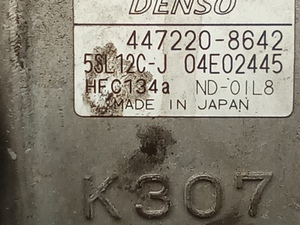 DENSO
447220-8642
5SL12C-J 04E02445
HFC134a ND-OIL8
MADE IN JAPAN
K307